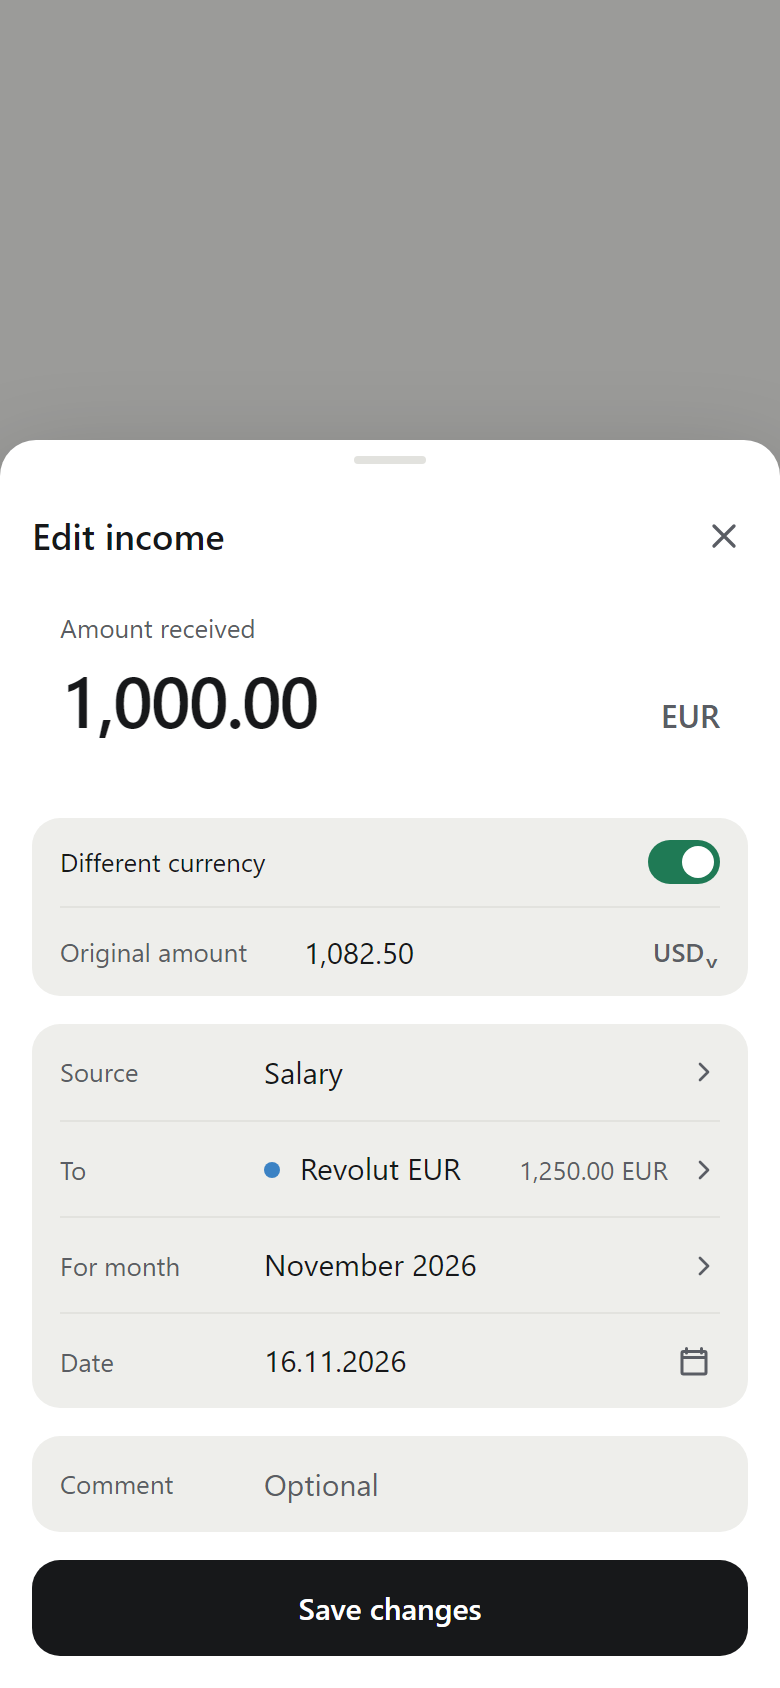 Edit income
Amount received
1,000.00 EUR
Different currency
Original amount 1,082.50 USD
Source Salary
To Revolut EUR 1,250.00 EUR
For month November 2026
Date 16.11.2026
Comment Optional
Save changes